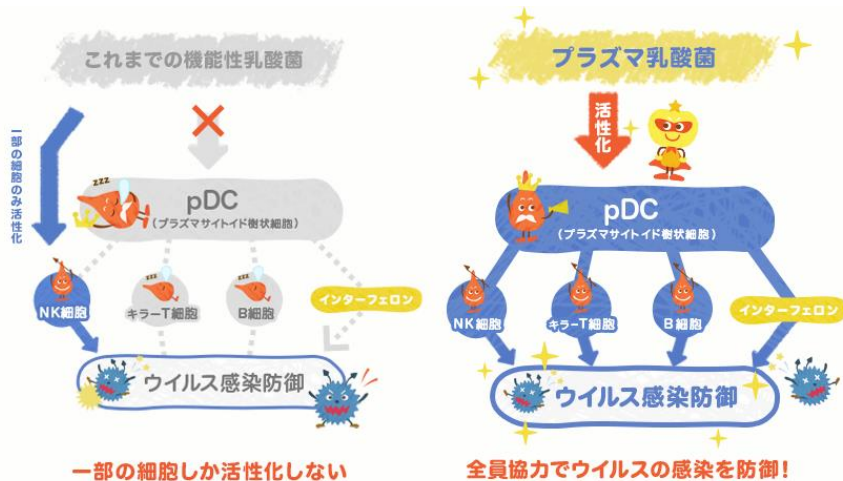 これまでの機能性乳酸菌
一部の細胞のみ活性化
zzz
pDC
(プラズマサイトイド樹状細胞)
NK細胞
zzz
キラーT細胞
zzz
B細胞
インターフェロン
ウイルス感染防御
一部の細胞しか活性化しない
プラズマ乳酸菌
活性化
pDC
(プラズマサイトイド樹状細胞)
NK細胞
キラーT細胞
B細胞
インターフェロン
ウイルス感染防御
全員協力でウイルスの感染を防御!